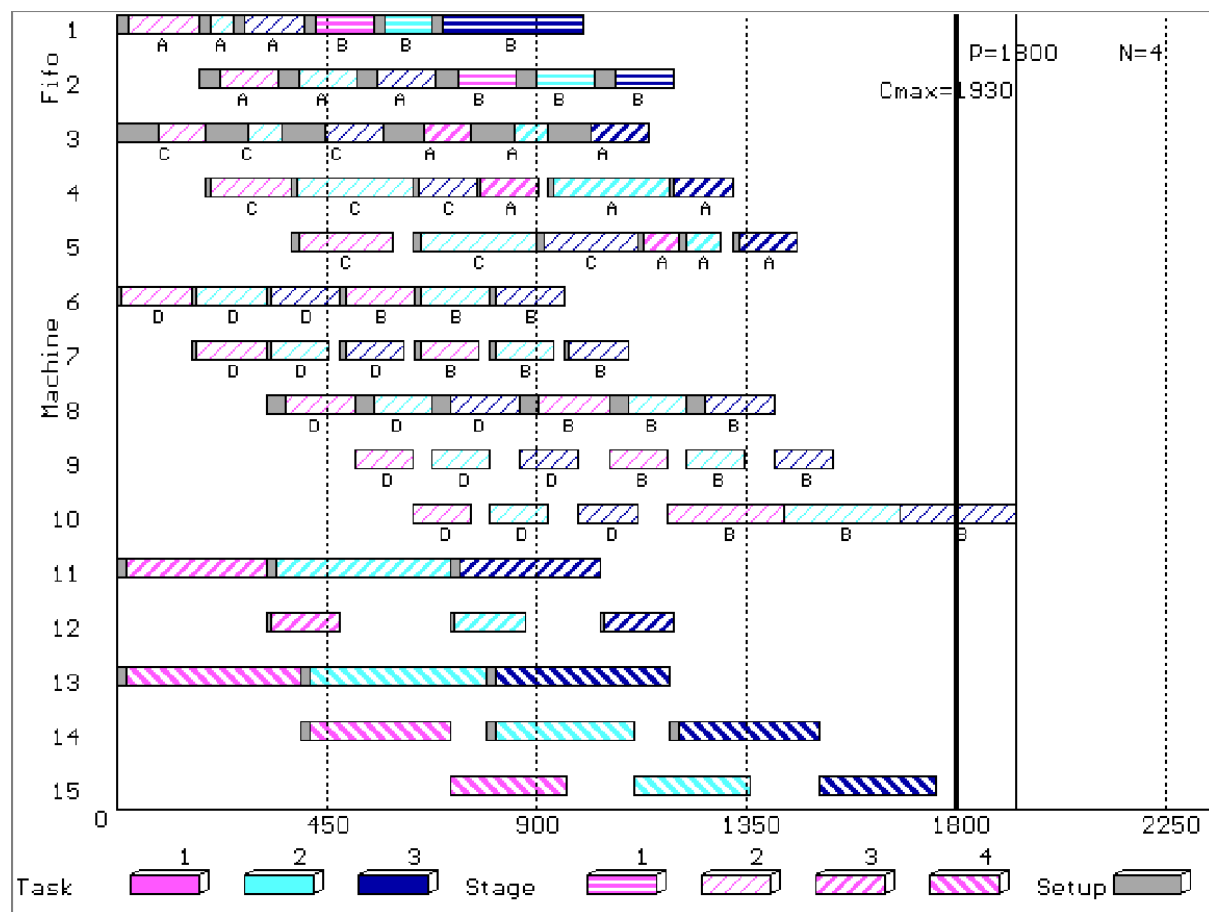 Fifo
Machine
P=1800 N=4
Cmax=1930
1
A A A B B B
2
A A A B B B
3
C C C A A A
4
C C C A A A
5
C C C A A A
6
D D D B B B
7
D D D B B B
8
D D D B B B
9
D D D B B B
10
D D D B B B
11
12
13
14
15
0 450 900 1350 1800 2250
1 2 3 1 2 3 4
Task Stage Setup